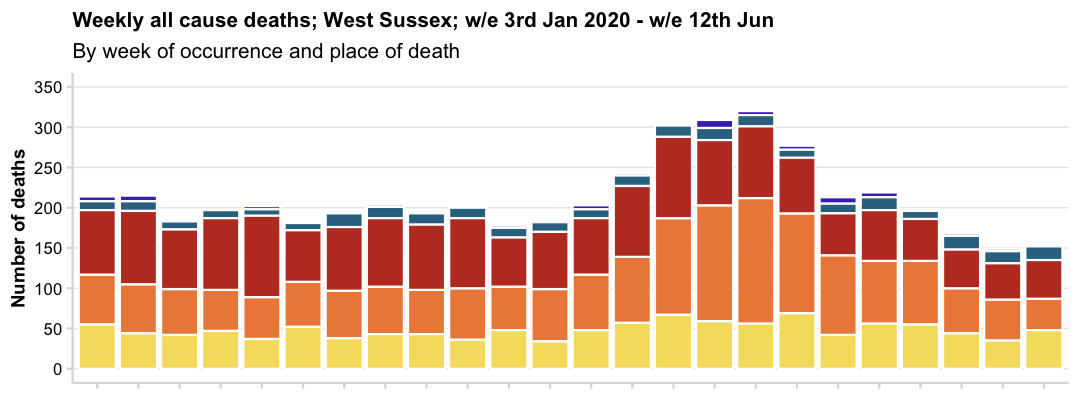 Weekly all cause deaths; West Sussex; w/e 3rd Jan 2020 - w/e 12th Jun
By week of occurrence and place of death
Number of deaths
350
300
250
200
150
100
50
0